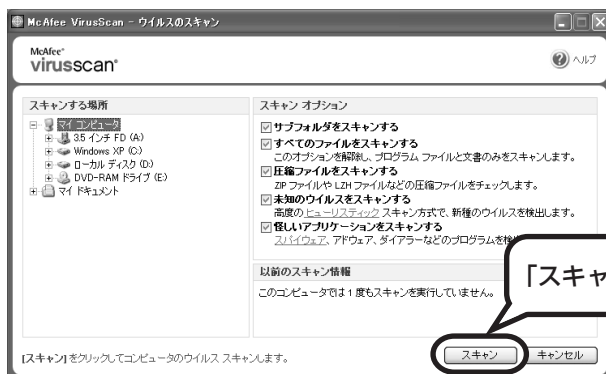 McAfee VirusScan - ウイルスのスキャン
McAfee®
virusscan®
ヘルプ
スキャンする場所
マイ コンピュータ
3.5 インチ FD (A:)
Windows XP (C:)
ローカル ディスク (D:)
DVD-RAM ドライブ (E:)
マイ ドキュメント
スキャン オプション
サブフォルダをスキャンする
すべてのファイルをスキャンする
このオプションを解除し、プログラム ファイルと文書のみをスキャンします。
圧縮ファイルをスキャンする
ZIP ファイルや LZH ファイルなどの圧縮ファイルをチェックします。
未知のウイルスをスキャンする
高度のヒューリスティック スキャン方式で、新種のウイルスを検出します。
怪しいアプリケーションをスキャンする
スパイウェア、アドウェア、ダイアラーなどのプログラムを検
以前のスキャン情報
このコンピュータでは 1 度もスキャンを実行していません。
「スキャ
[スキャン] をクリックしてコンピュータのウイルス スキャンします。
スキャン
キャンセル